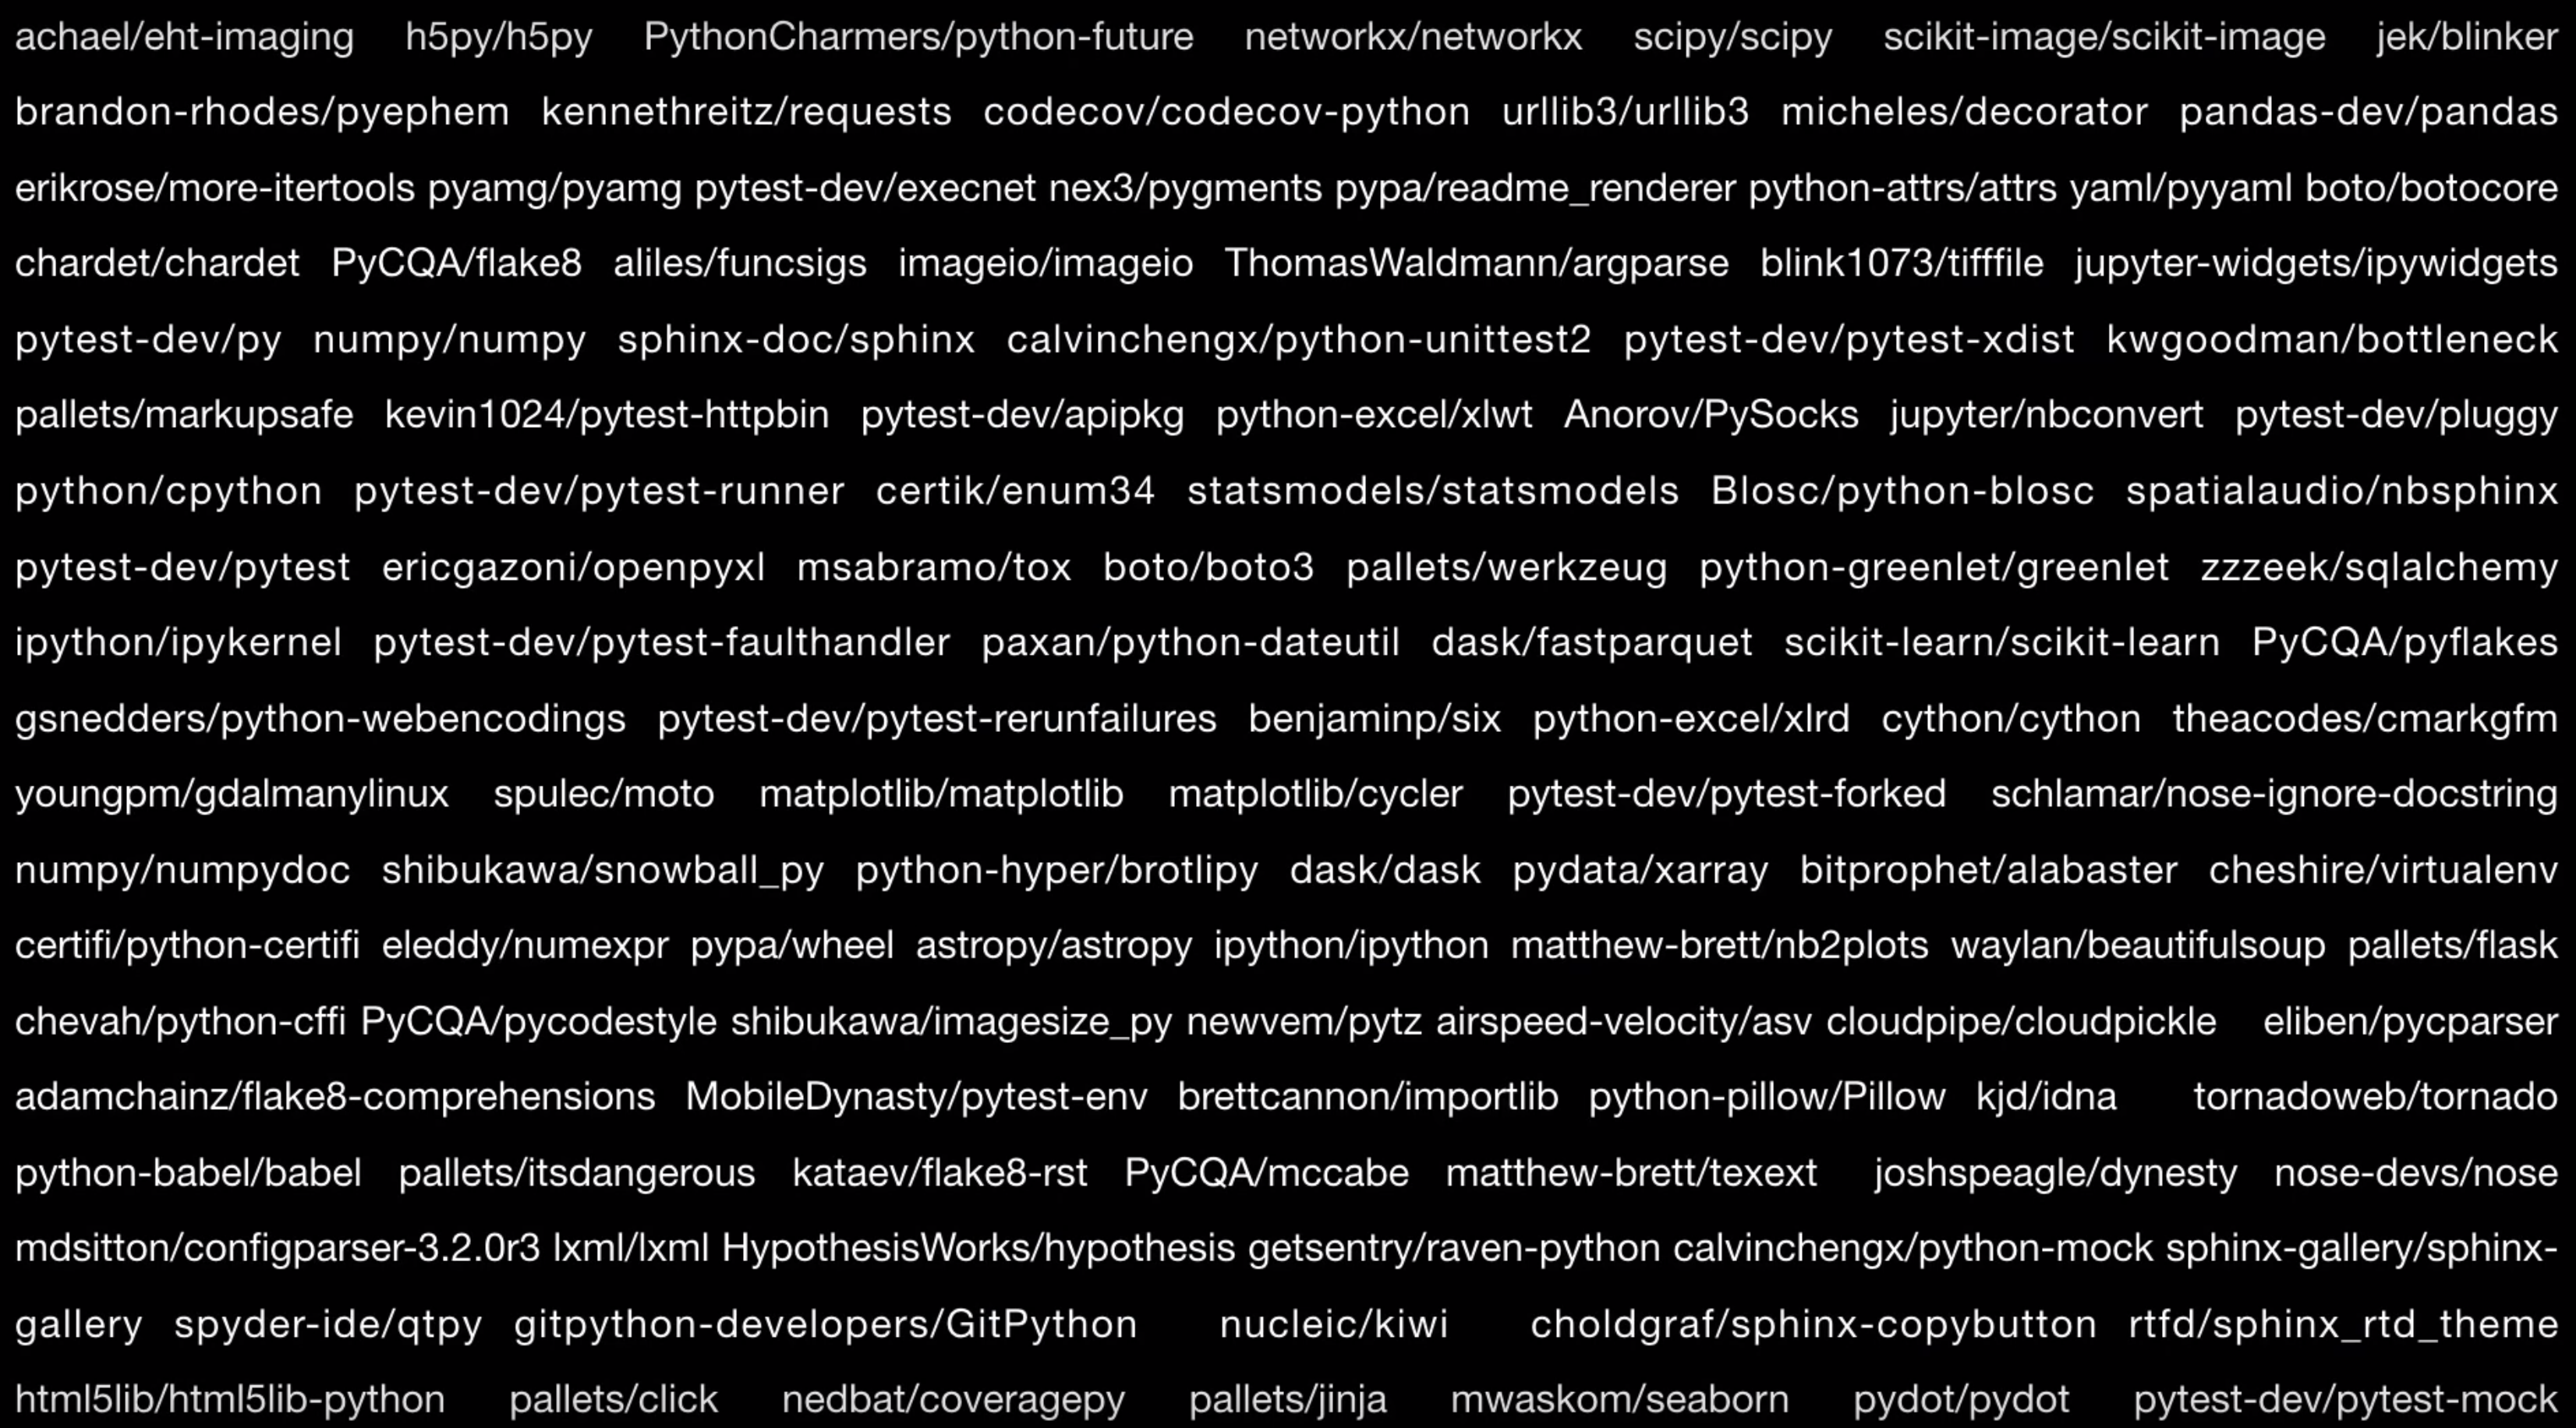 achael/eht-imaging h5py/h5py PythonCharmers/python-future networkx/networkx scipy/scipy scikit-image/scikit-image jek/blinker
brandon-rhodes/pyephem kennethreitz/requests codecov/codecov-python urllib3/urllib3 micheles/decorator pandas-dev/pandas
erikrose/more-itertools pyamg/pyamg pytest-dev/execnet nex3/pygments pypa/readme_renderer python-attrs/attrs yaml/pyyaml boto/botocore
chardet/chardet PyCQA/flake8 aliles/funcsigs imageio/imageio ThomasWaldmann/argparse blink1073/tifffile jupyter-widgets/ipywidgets
pytest-dev/py numpy/numpy sphinx-doc/sphinx calvinchengx/python-unittest2 pytest-dev/pytest-xdist kwgoodman/bottleneck
pallets/markupsafe kevin1024/pytest-httpbin pytest-dev/apipkg python-excel/xlwt Anorov/PySocks jupyter/nbconvert pytest-dev/pluggy
python/cpython pytest-dev/pytest-runner certik/enum34 statsmodels/statsmodels Blosc/python-blosc spatialaudio/nbsphinx
pytest-dev/pytest ericgazoni/openpyxl msabramo/tox boto/boto3 pallets/werkzeug python-greenlet/greenlet zzzeek/sqlalchemy
ipython/ipykernel pytest-dev/pytest-faulthandler paxan/python-dateutil dask/fastparquet scikit-learn/scikit-learn PyCQA/pyflakes
gsnedders/python-webencodings pytest-dev/pytest-rerunfailures benjaminp/six python-excel/xlrd cython/cython theacodes/cmarkgfm
youngpm/gdalmanylinux spulec/moto matplotlib/matplotlib matplotlib/cycler pytest-dev/pytest-forked schlamar/nose-ignore-docstring
numpy/numpydoc shibukawa/snowball_py python-hyper/brotlipy dask/dask pydata/xarray bitprophet/alabaster cheshire/virtualenv
certifi/python-certifi eleddy/numexpr pypa/wheel astropy/astropy ipython/ipython matthew-brett/nb2plots waylan/beautifulsoup pallets/flask
chevah/python-cffi PyCQA/pycodestyle shibukawa/imagesize_py newvem/pytz airspeed-velocity/asv cloudpipe/cloudpickle eliben/pycparser
adamchainz/flake8-comprehensions MobileDynasty/pytest-env brettcannon/importlib python-pillow/Pillow kjd/idna tornadoweb/tornado
python-babel/babel pallets/itsdangerous kataev/flake8-rst PyCQA/mccabe matthew-brett/texext joshspeagle/dynesty nose-devs/nose
mdsitton/configparser-3.2.0r3 lxml/lxml HypothesisWorks/hypothesis getsentry/raven-python calvinchengx/python-mock sphinx-gallery/sphinx-
gallery spyder-ide/qtpy gitpython-developers/GitPython nucleic/kiwi choldgraf/sphinx-copybutton rtfd/sphinx_rtd_theme
html5lib/html5lib-python pallets/click nedbat/coveragepy pallets/jinja mwaskom/seaborn pydot/pydot pytest-dev/pytest-mock